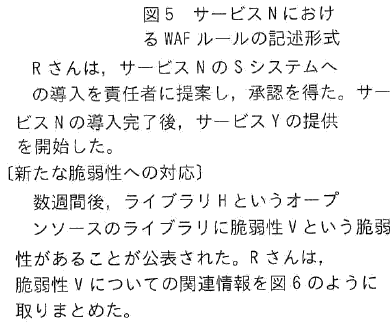 図５　サービスＮにおけ
る WAF ルールの記述形式
Ｒさんは，サービスＮのＳシステムへ
の導入を責任者に提案し，承認を得た。サー
ビスＮの導入完了後，サービスＹの提供
を開始した。
〔新たな脆弱性への対応〕
数週間後，ライブラリＨというオープ
ンソースのライブラリに脆弱性Ｖという脆弱
性があることが公表された。Ｒさんは，
脆弱性Ｖについての関連情報を図６のように
取りまとめた。